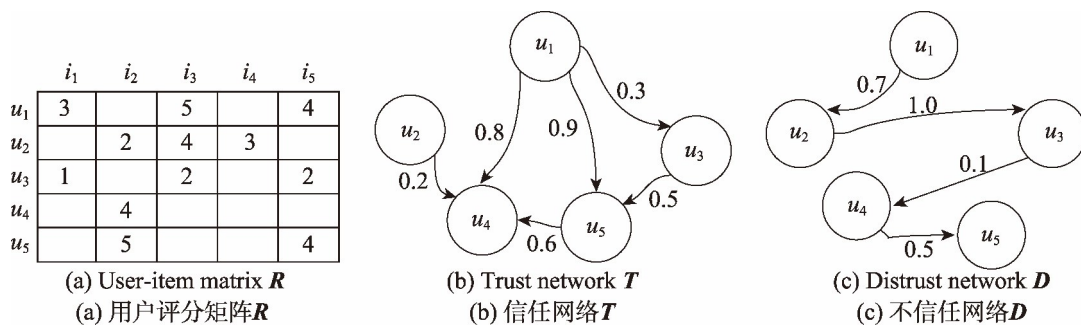 i₁ i₂ i₃ i₄ i₅
u₁ 3 5 4
u₂ 2 4 3
u₃ 1 2 2
u₄ 4
u₅ 5 4
(a) User-item matrix R
(a) 用户评分矩阵R
u₁
0.3
0.8
0.9
u₂
u₃
0.2
0.5
u₄
0.6
u₅
(b) Trust network T
(b) 信任网络T
u₁
0.7
1.0
u₂
u₃
0.1
u₄
0.5
u₅
(c) Distrust network D
(c) 不信任网络D